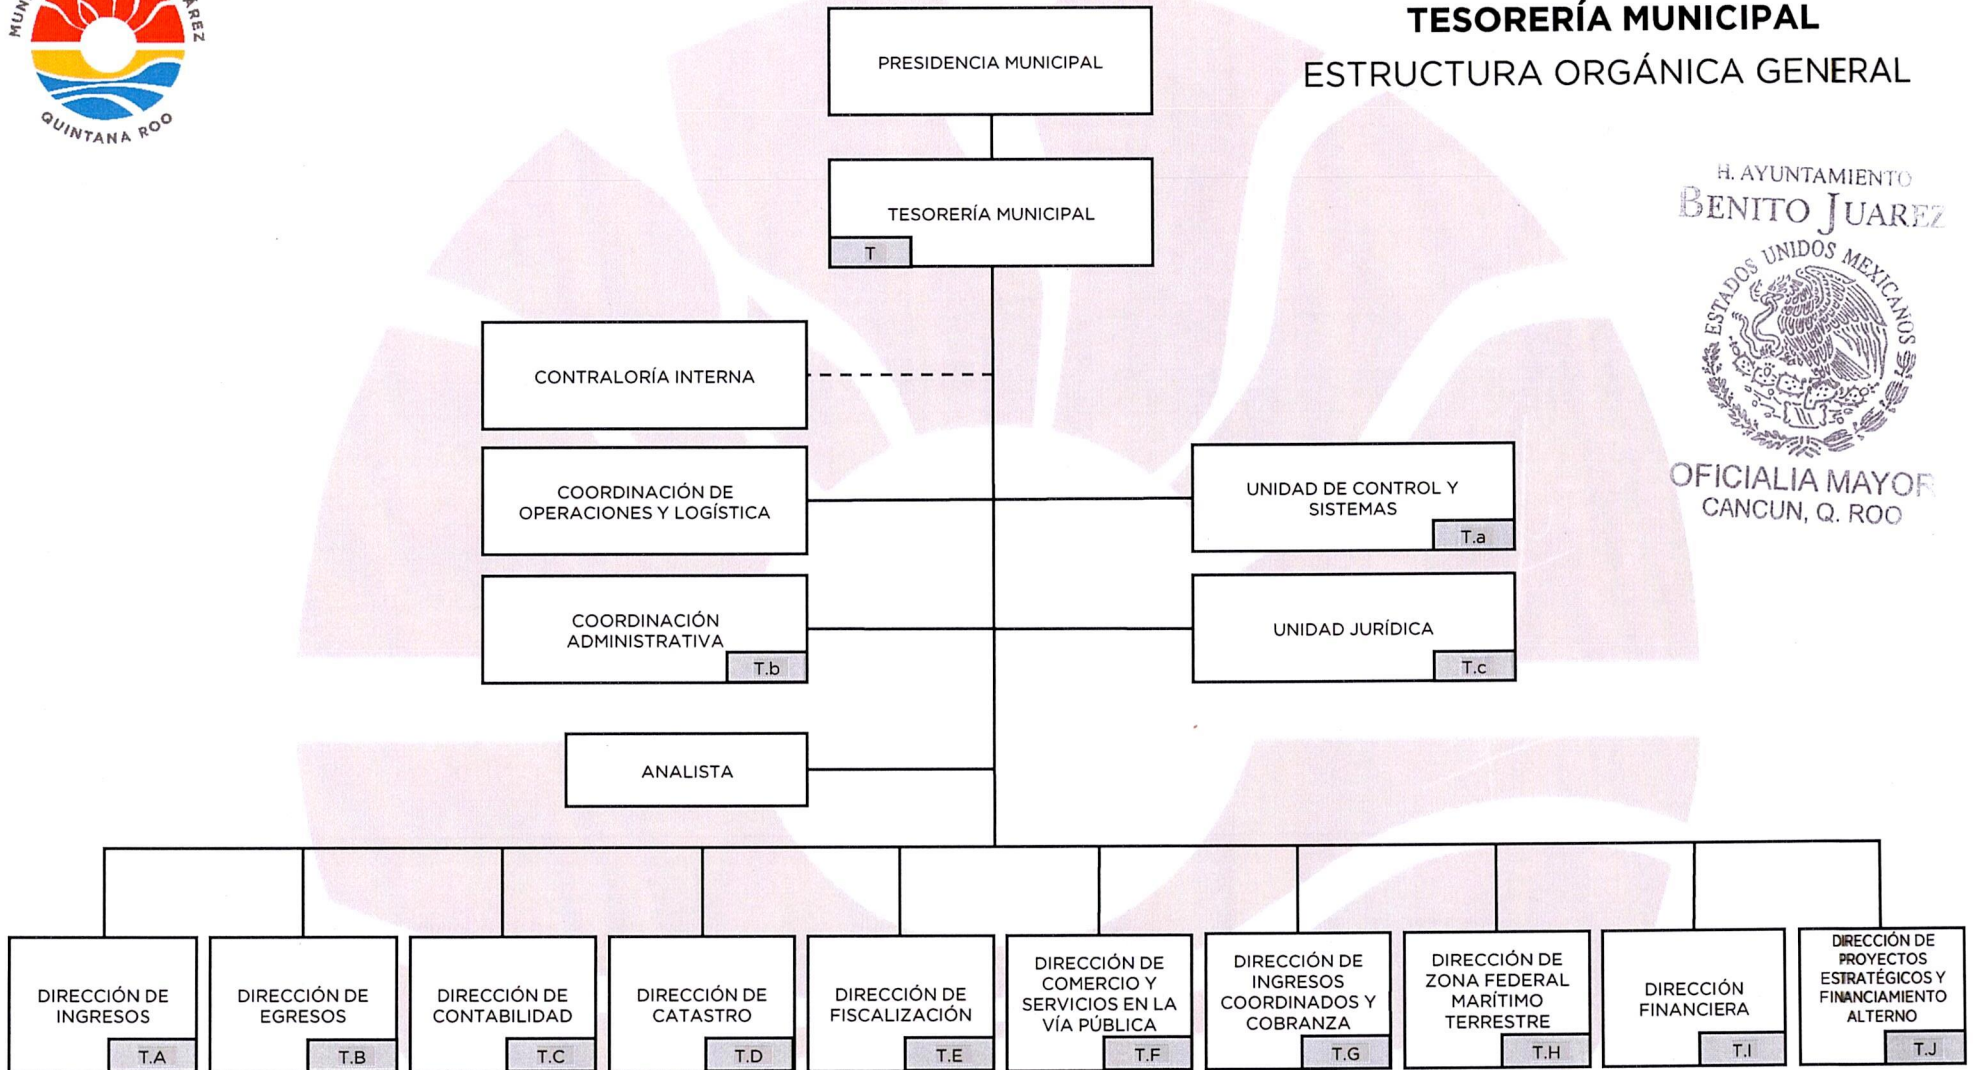 QUINTANA ROO
TESORERÍA MUNICIPAL
ESTRUCTURA ORGÁNICA GENERAL
PRESIDENCIA MUNICIPAL
TESORERÍA MUNICIPAL
T
H. AYUNTAMIENTO
BENITO JUAREZ
ESTADOS UNIDOS MEXICANOS
OFICIALIA MAYOR
CANCUN, Q. ROO
CONTRALORÍA INTERNA
COORDINACIÓN DE
OPERACIONES Y LOGÍSTICA
UNIDAD DE CONTROL Y
SISTEMAS
T.a
COORDINACIÓN
ADMINISTRATIVA
T.b
UNIDAD JURÍDICA
T.c
ANALISTA
DIRECCIÓN DE
INGRESOS
T.A
DIRECCIÓN DE
EGRESOS
T.B
DIRECCIÓN DE
CONTABILIDAD
T.C
DIRECCIÓN DE
CATASTRO
T.D
DIRECCIÓN DE
FISCALIZACIÓN
T.E
DIRECCIÓN DE
COMERCIO Y
SERVICIOS EN LA
VÍA PÚBLICA
T.F
DIRECCIÓN DE
INGRESOS
COORDINADOS Y
COBRANZA
T.G
DIRECCIÓN DE
ZONA FEDERAL
MARÍTIMO
TERRESTRE
T.H
DIRECCIÓN
FINANCIERA
T.I
DIRECCIÓN DE
PROYECTOS
ESTRATÉGICOS Y
FINANCIAMIENTO
ALTERNO
T.J